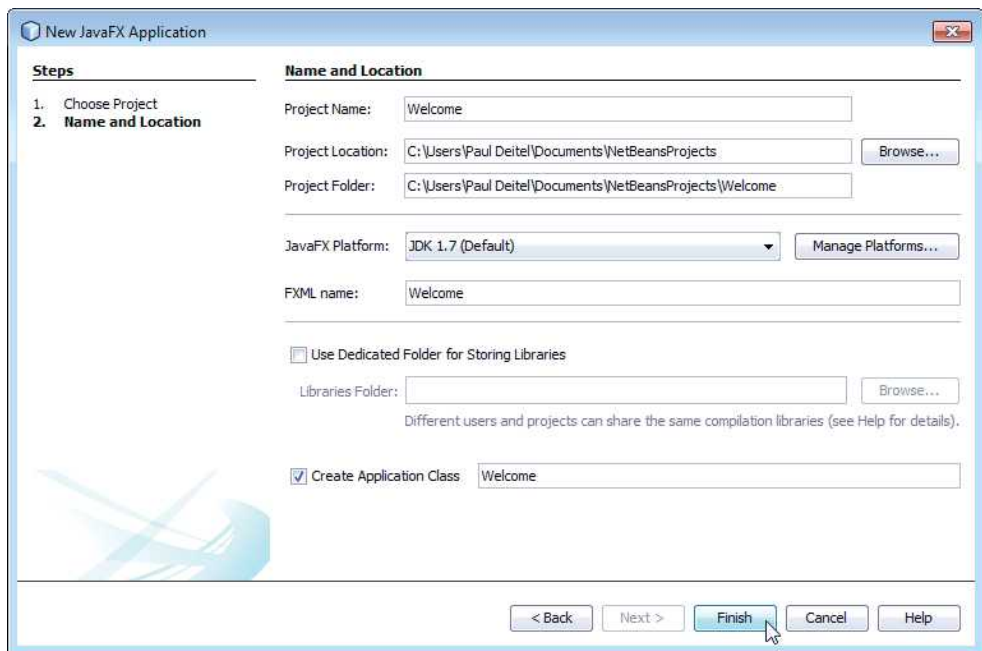 New JavaFX Application
Steps
1. Choose Project
2. Name and Location
Name and Location
Project Name: Welcome
Project Location: C:\Users\Paul Deitel\Documents\NetBeansProjects Browse...
Project Folder: C:\Users\Paul Deitel\Documents\NetBeansProjects\Welcome
JavaFX Platform: JDK 1.7 (Default) Manage Platforms...
FXML name: Welcome
Use Dedicated Folder for Storing Libraries
Libraries Folder: Browse...
Different users and projects can share the same compilation libraries (see Help for details).
Create Application Class Welcome
< Back Next > Finish Cancel Help